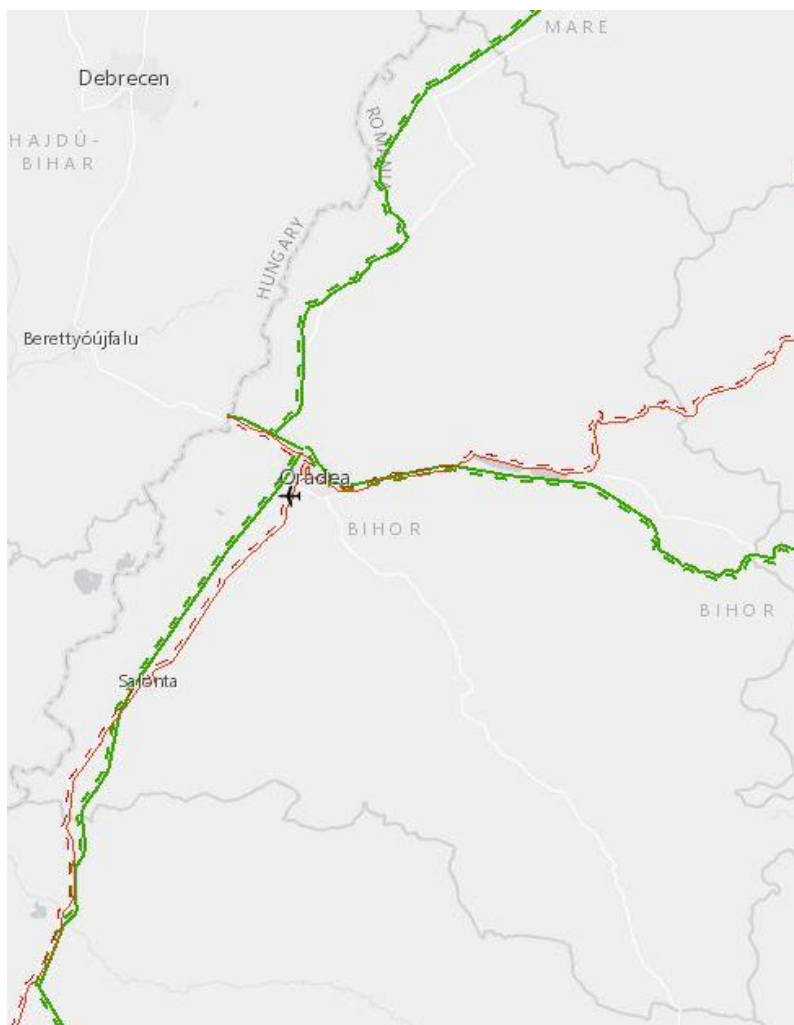 MARE
Debrecen
HAJDÚ-
BIHAR
ROMANIA
HUNGARY
Berettyóújfalu
Oradea
BIHOR
BIHOR
Salonta